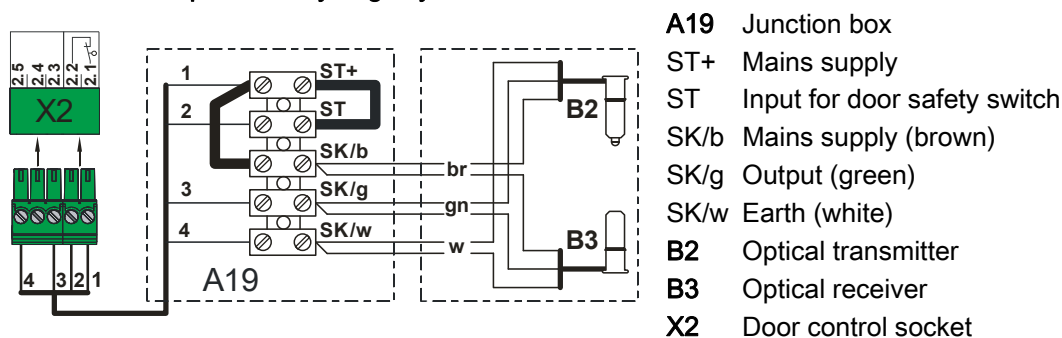 2.5
2.4
2.3
2.2
2.1
X2
4 3 2 1
1
2
3
4
ST+
ST
SK/b
SK/g
SK/w
A19
br
gn
w
B2
B3
A19 Junction box
ST+ Mains supply
ST Input for door safety switch
SK/b Mains supply (brown)
SK/g Output (green)
SK/w Earth (white)
B2 Optical transmitter
B3 Optical receiver
X2 Door control socket